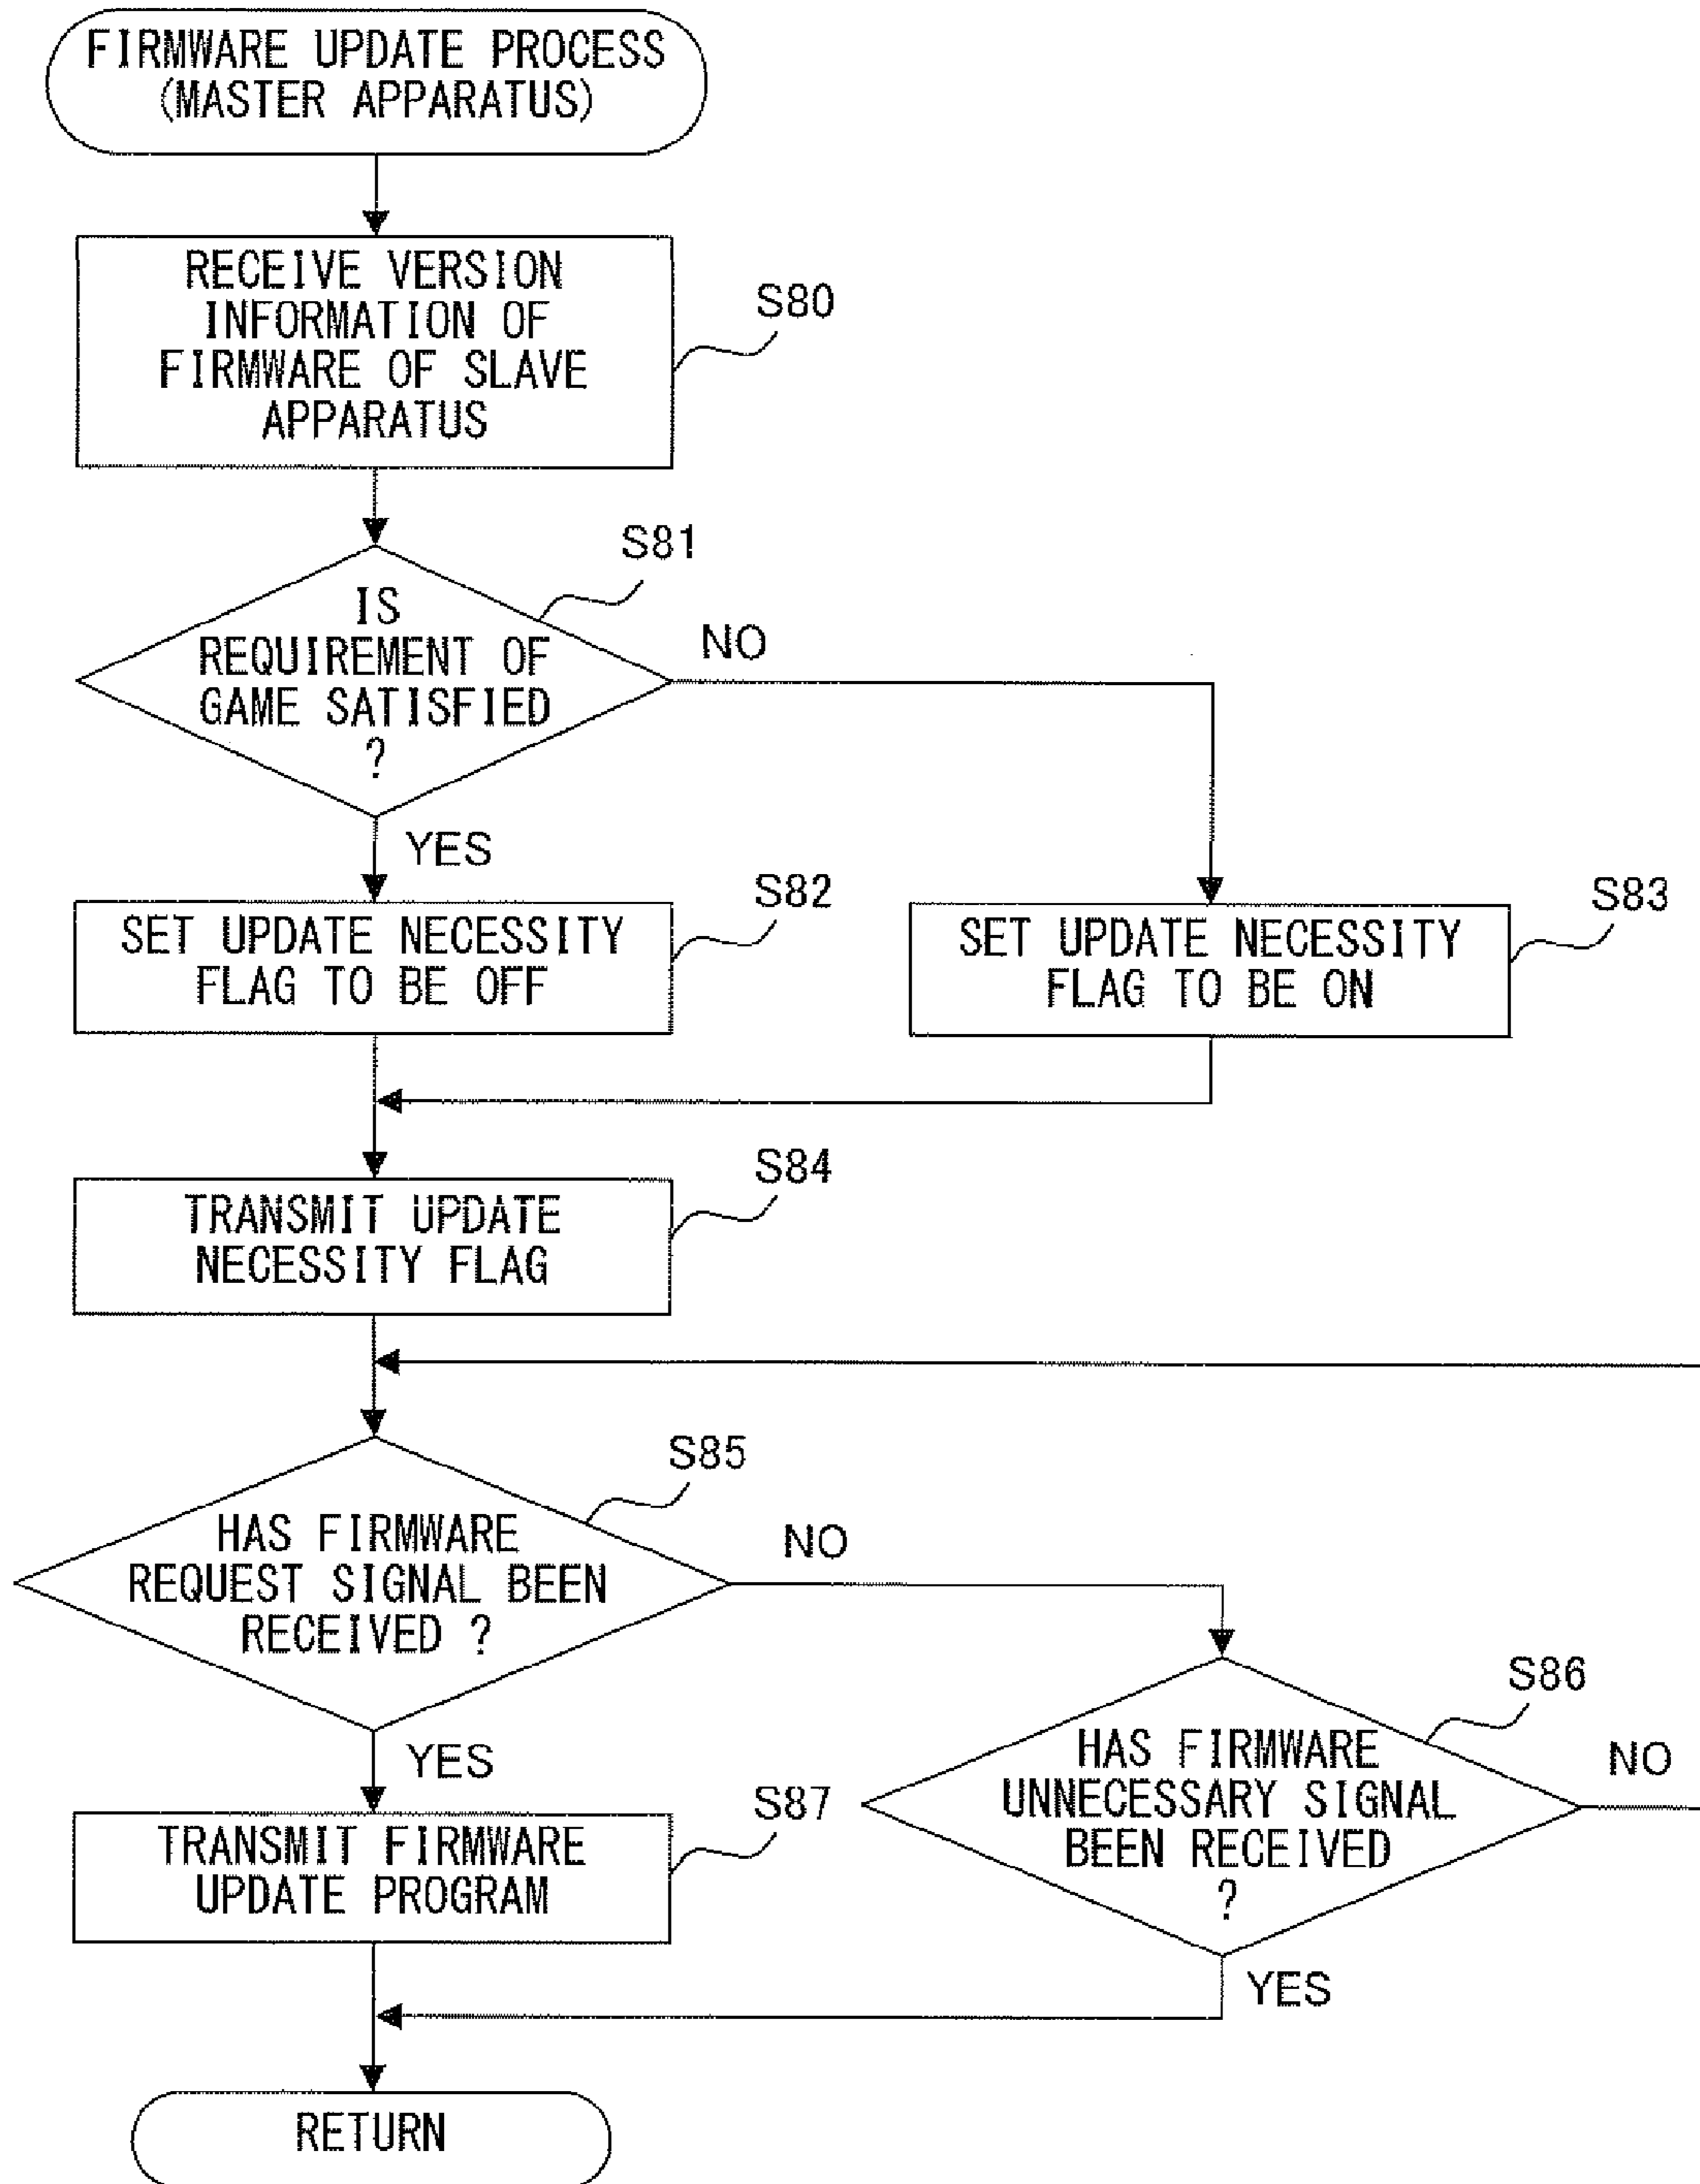 FIRMWARE UPDATE PROCESS
(MASTER APPARATUS)
RECEIVE VERSION
INFORMATION OF
FIRMWARE OF SLAVE
APPARATUS
S80
S81
IS
REQUIREMENT OF
GAME SATISFIED
?
NO
YES
S82
SET UPDATE NECESSITY
FLAG TO BE OFF
S83
SET UPDATE NECESSITY
FLAG TO BE ON
S84
TRANSMIT UPDATE
NECESSITY FLAG
S85
HAS FIRMWARE
REQUEST SIGNAL BEEN
RECEIVED ?
NO
YES
S86
HAS FIRMWARE
UNNECESSARY SIGNAL
BEEN RECEIVED
?
NO
YES
S87
TRANSMIT FIRMWARE
UPDATE PROGRAM
RETURN